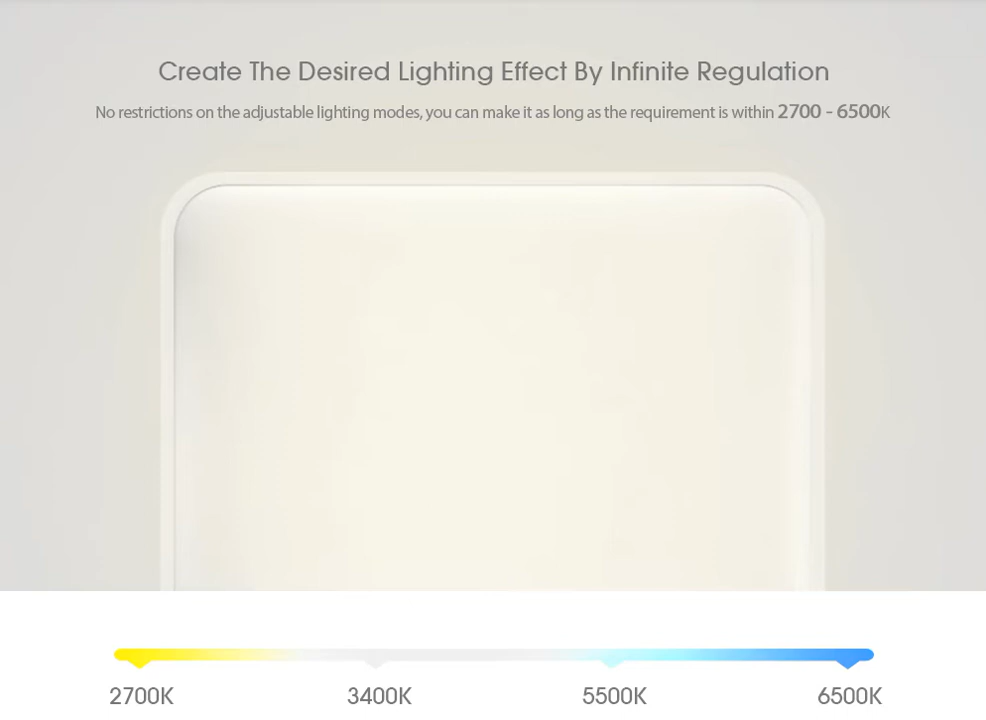 Create The Desired Lighting Effect By Infinite Regulation
No restrictions on the adjustable lighting modes, you can make it as long as the requirement is within 2700 - 6500K
2700K 3400K 5500K 6500K